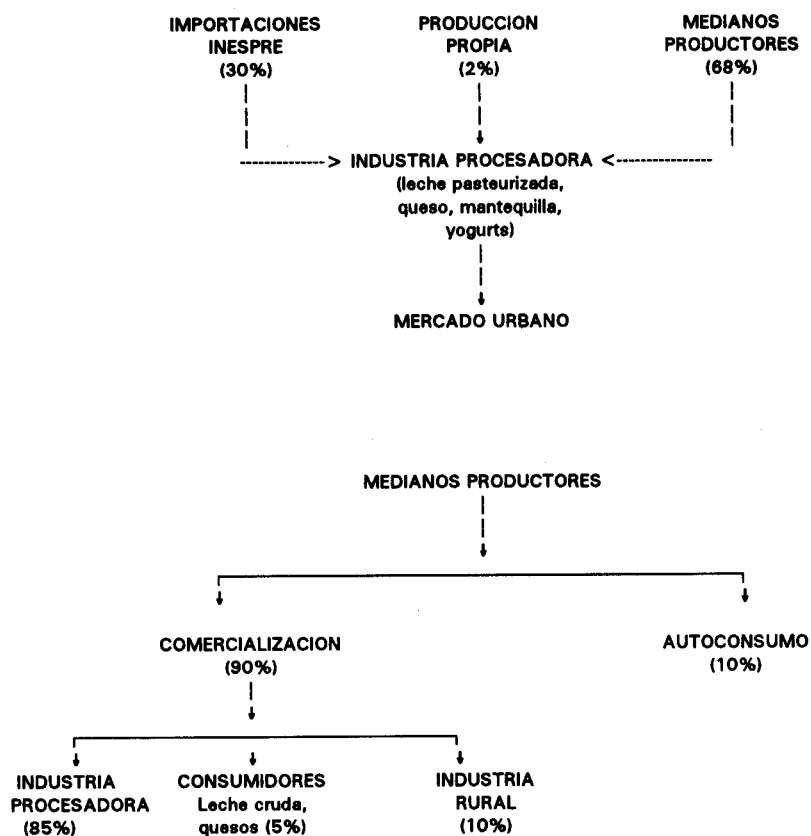 IMPORTACIONES
INESPRE
(30%)
PRODUCCION
PROPIA
(2%)
MEDIANOS
PRODUCTORES
(68%)
INDUSTRIA PROCESADORA
(leche pasteurizada,
queso, mantequilla,
yogurts)
MERCADO URBANO
MEDIANOS PRODUCTORES
COMERCIALIZACION
(90%)
AUTOCONSUMO
(10%)
INDUSTRIA
PROCESADORA
(85%)
CONSUMIDORES
Leche cruda,
quesos (5%)
INDUSTRIA
RURAL
(10%)